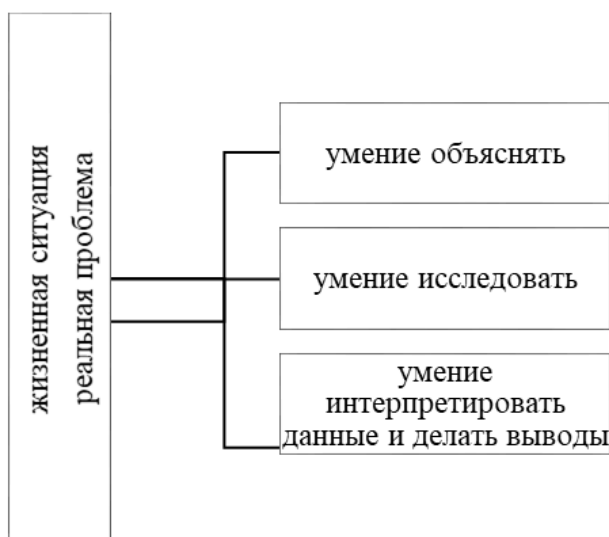 жизненная ситуация
реальная проблема
умение объяснять
умение исследовать
умение
интерпретировать
данные и делать выводы